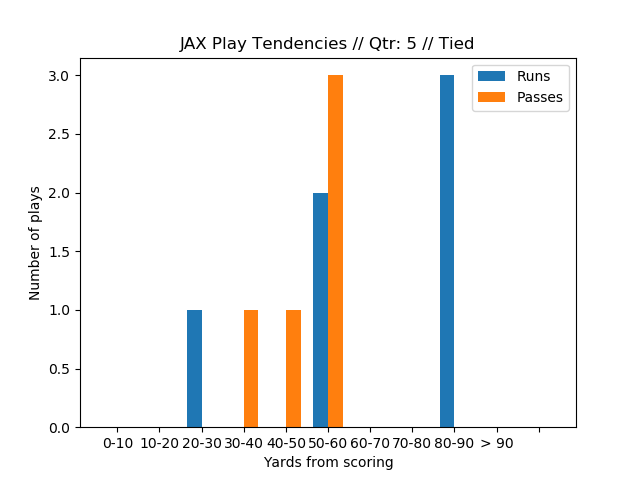 JAX Play Tendencies // Qtr: 5 // Tied
Runs
Passes
Number of plays
3.0
2.5
2.0
1.5
1.0
0.5
0.0
0-10 10-20 20-30 30-40 40-50 50-60 60-70 70-80 80-90 > 90
Yards from scoring